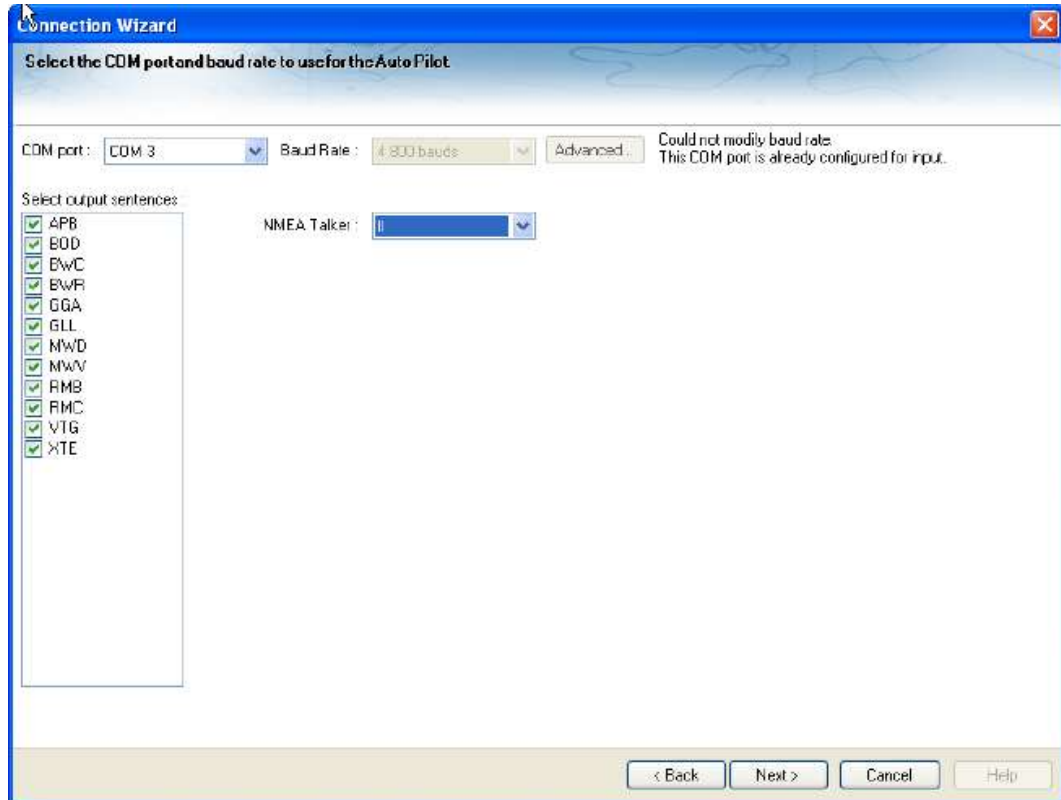 Connection Wizard
Select the COM port and baud rate to use for the Auto Pilot.
COM port : COM 3 Baud Rate : 4 800 bauds Advanced... Could not modify baud rate.
This COM port is already configured for input.
Select output sentences
NMEA Talker : II
APB
BOD
BWC
BWR
GGA
GLL
MWD
MWV
RMB
RMC
VTG
XTE
< Back Next > Cancel Help